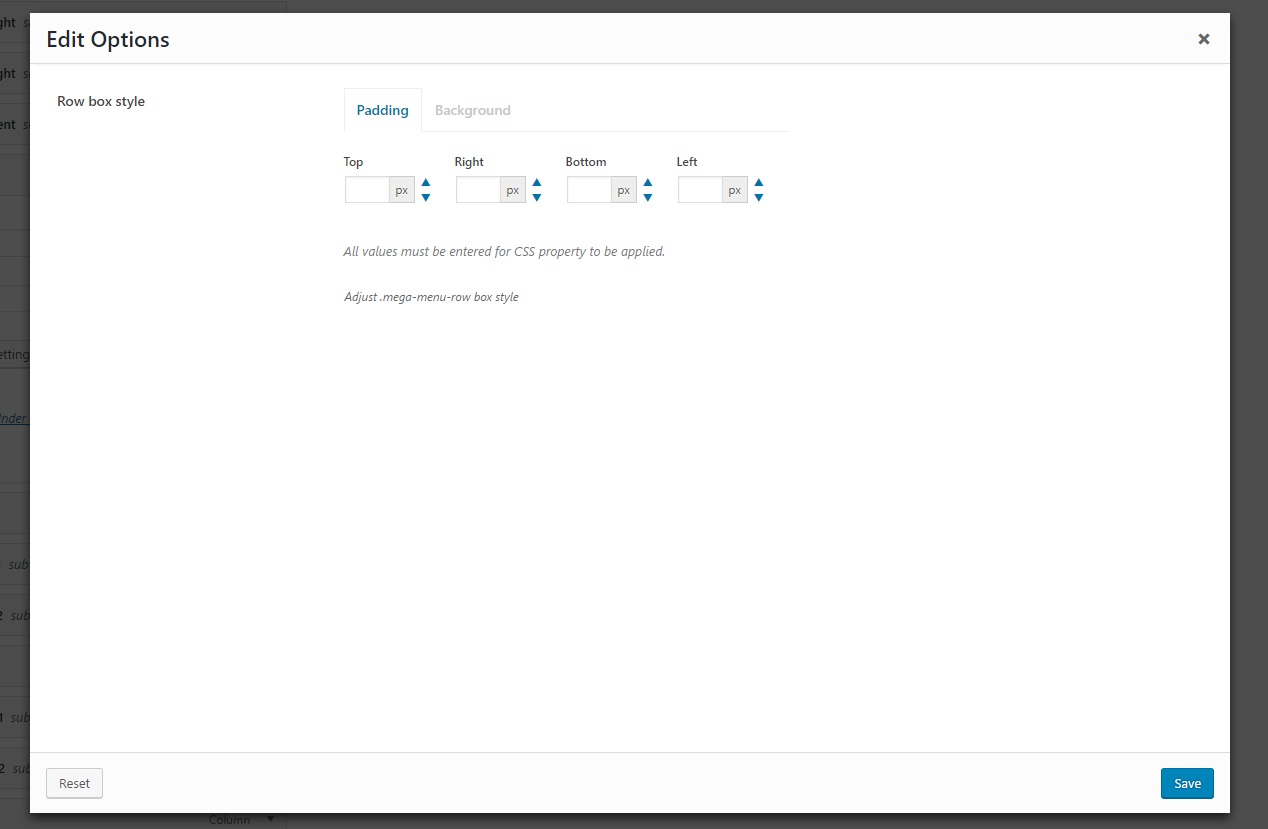 Edit Options
Row box style
Padding Background
Top Right Bottom Left
px px px px
All values must be entered for CSS property to be applied.
Adjust .mega-menu-row box style
Reset Save
Column